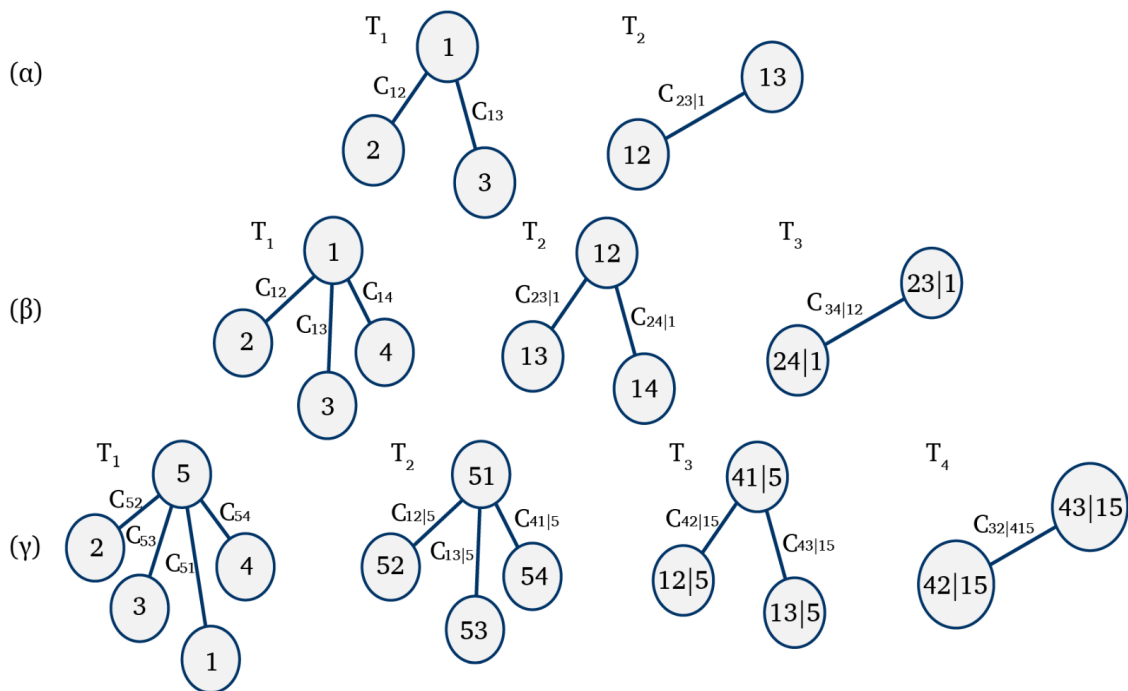 T1 1 T2
(α) 13
C12 C23|1
C13
2 12
3
T1 1 T2 12 T3
23|1
C12 C14 C23|1
(β) C13 C24|1 C34|12
2 4 13 24|1
3 14
T1 5 T2 51 T3 41|5 T4
43|15
C52 C54 C12|5 C41|5 C42|15
C53 C13|5 C43|15 C32|415
(γ) 2 C51 4 52 54 12|5 42|15
3 53 13|5
1